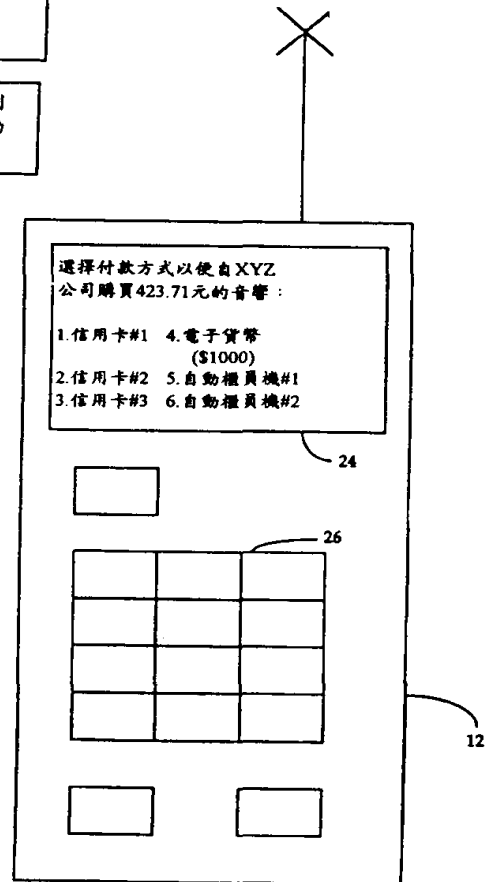 選擇付款方式以便自XYZ
公司購買423.71元的音響：
1.信用卡#1 4.電子貨幣
($1000)
2.信用卡#2 5.自動櫃員機#1
3.信用卡#3 6.自動櫃員機#2
24
26
12